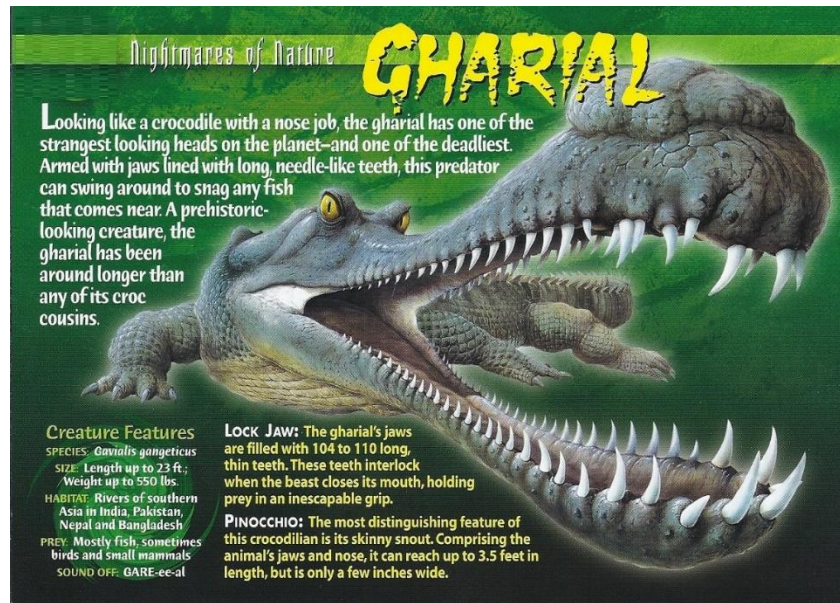 Nightmares of Nature
GHARIAL
Looking like a crocodile with a nose job, the gharial has one of the
strangest looking heads on the planet—and one of the deadliest.
Armed with jaws lined with long, needle-like teeth, this predator
can swing around to snag any fish
that comes near. A prehistoric-
looking creature, the
gharial has been
around longer than
any of its croc
cousins.
Creature Features
SPECIES: Gavialis gangeticus
SIZE: Length up to 23 ft.;
Weight up to 550 lbs.
HABITAT: Rivers of southern
Asia in India, Pakistan,
Nepal and Bangladesh
PREY: Mostly fish, sometimes
birds and small mammals
SOUND OFF: GARE-ee-al
LOCK JAW: The gharial's jaws
are filled with 104 to 110 long,
thin teeth. These teeth interlock
when the beast closes its mouth, holding
prey in an inescapable grip.
PINOCCHIO: The most distinguishing feature of
this crocodilian is its skinny snout. Comprising the
animal's jaws and nose, it can reach up to 3.5 feet in
length, but is only a few inches wide.